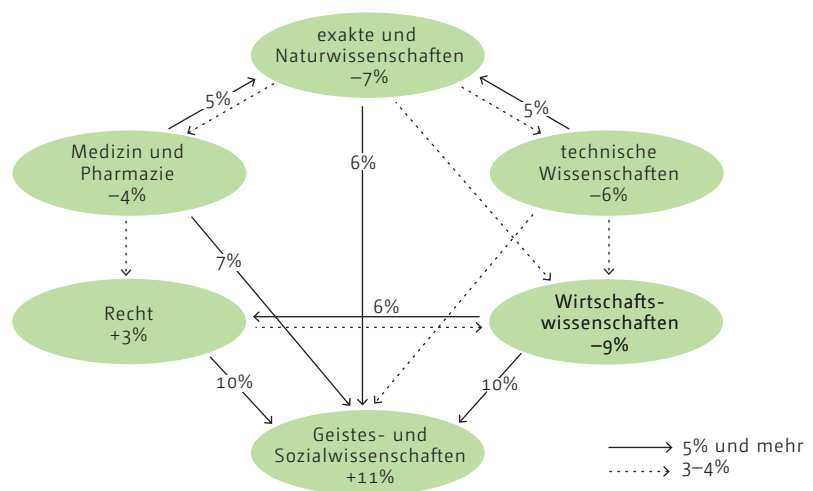 exakte und
Naturwissenschaften
–7%
5%
5%
Medizin und
Pharmazie
–4%
6%
technische
Wissenschaften
–6%
7%
Recht
+3%
6%
Wirtschafts-
wissenschaften
–9%
10%
10%
Geistes- und
Sozialwissenschaften
+11%
5% und mehr
3–4%